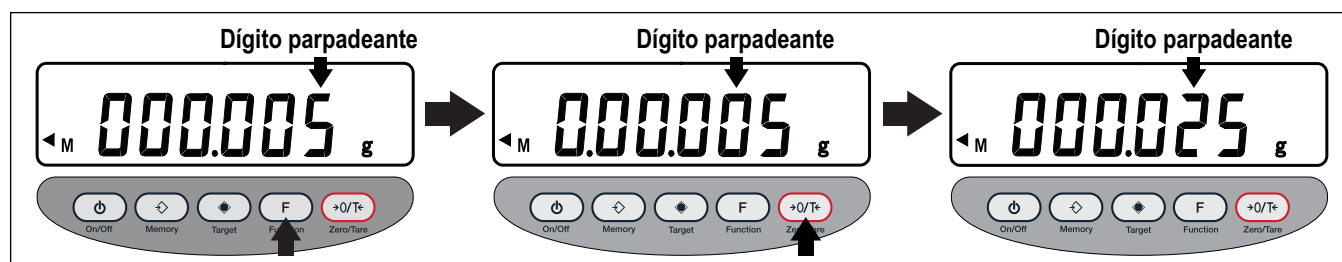 Dígito parpadeante Dígito parpadeante Dígito parpadeante
000.005 g 0.00.005 g 000.025 g
M M M
F →0/T← F →0/T← F →0/T←
On/Off Memory Target Function Zero/Tare On/Off Memory Target Function Zero/Tare On/Off Memory Target Function Zero/Tare